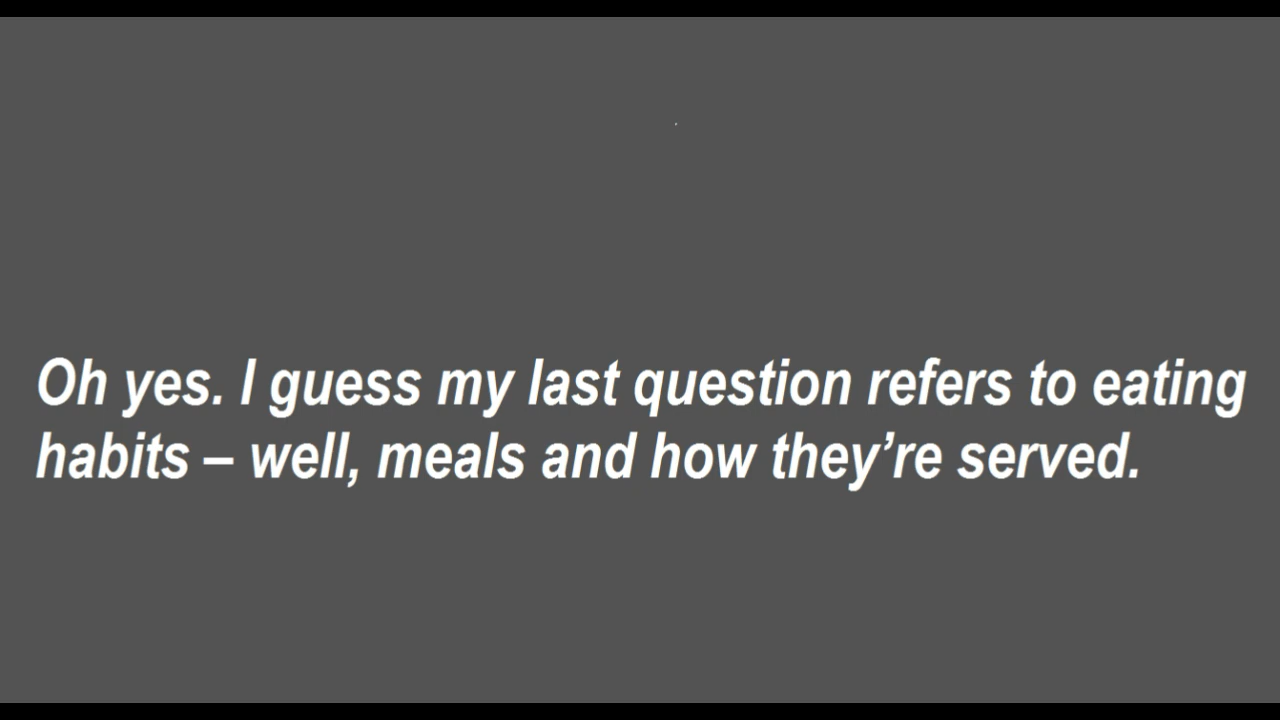 Oh yes. I guess my last question refers to eating
habits – well, meals and how they’re served.